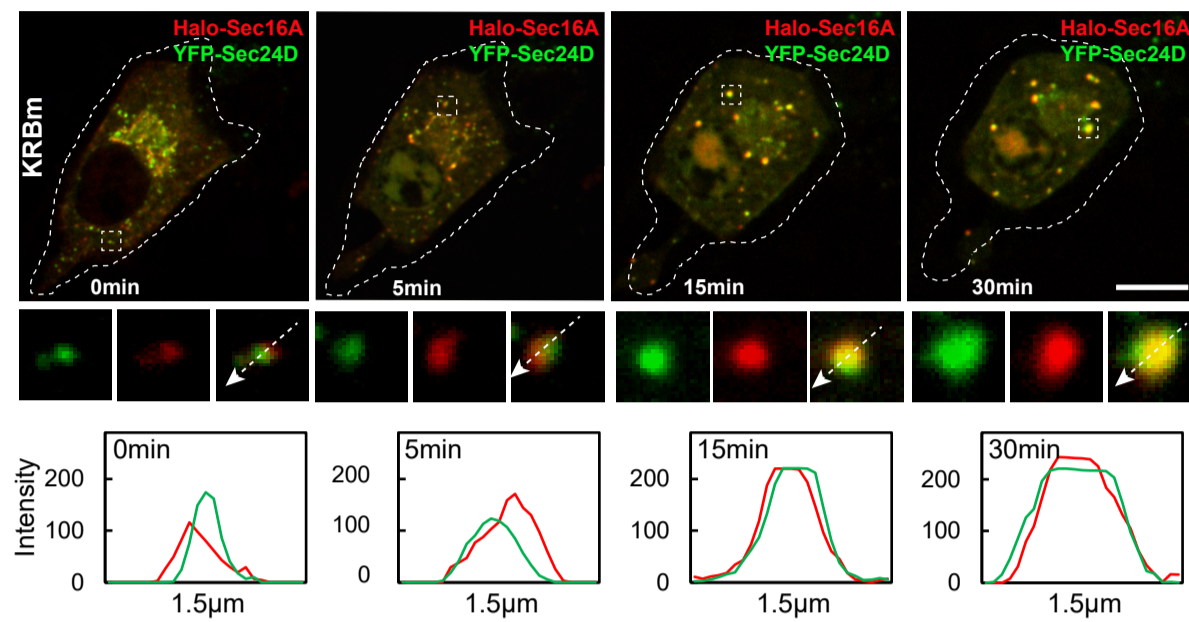 Halo-Sec16A
YFP-Sec24D
Halo-Sec16A
YFP-Sec24D
Halo-Sec16A
YFP-Sec24D
Halo-Sec16A
YFP-Sec24D
KRBm
0min
5min
15min
30min
Intensity
0min
200
100
0
1.5μm
5min
200
100
0
1.5μm
15min
200
100
0
1.5μm
30min
200
100
0
1.5μm